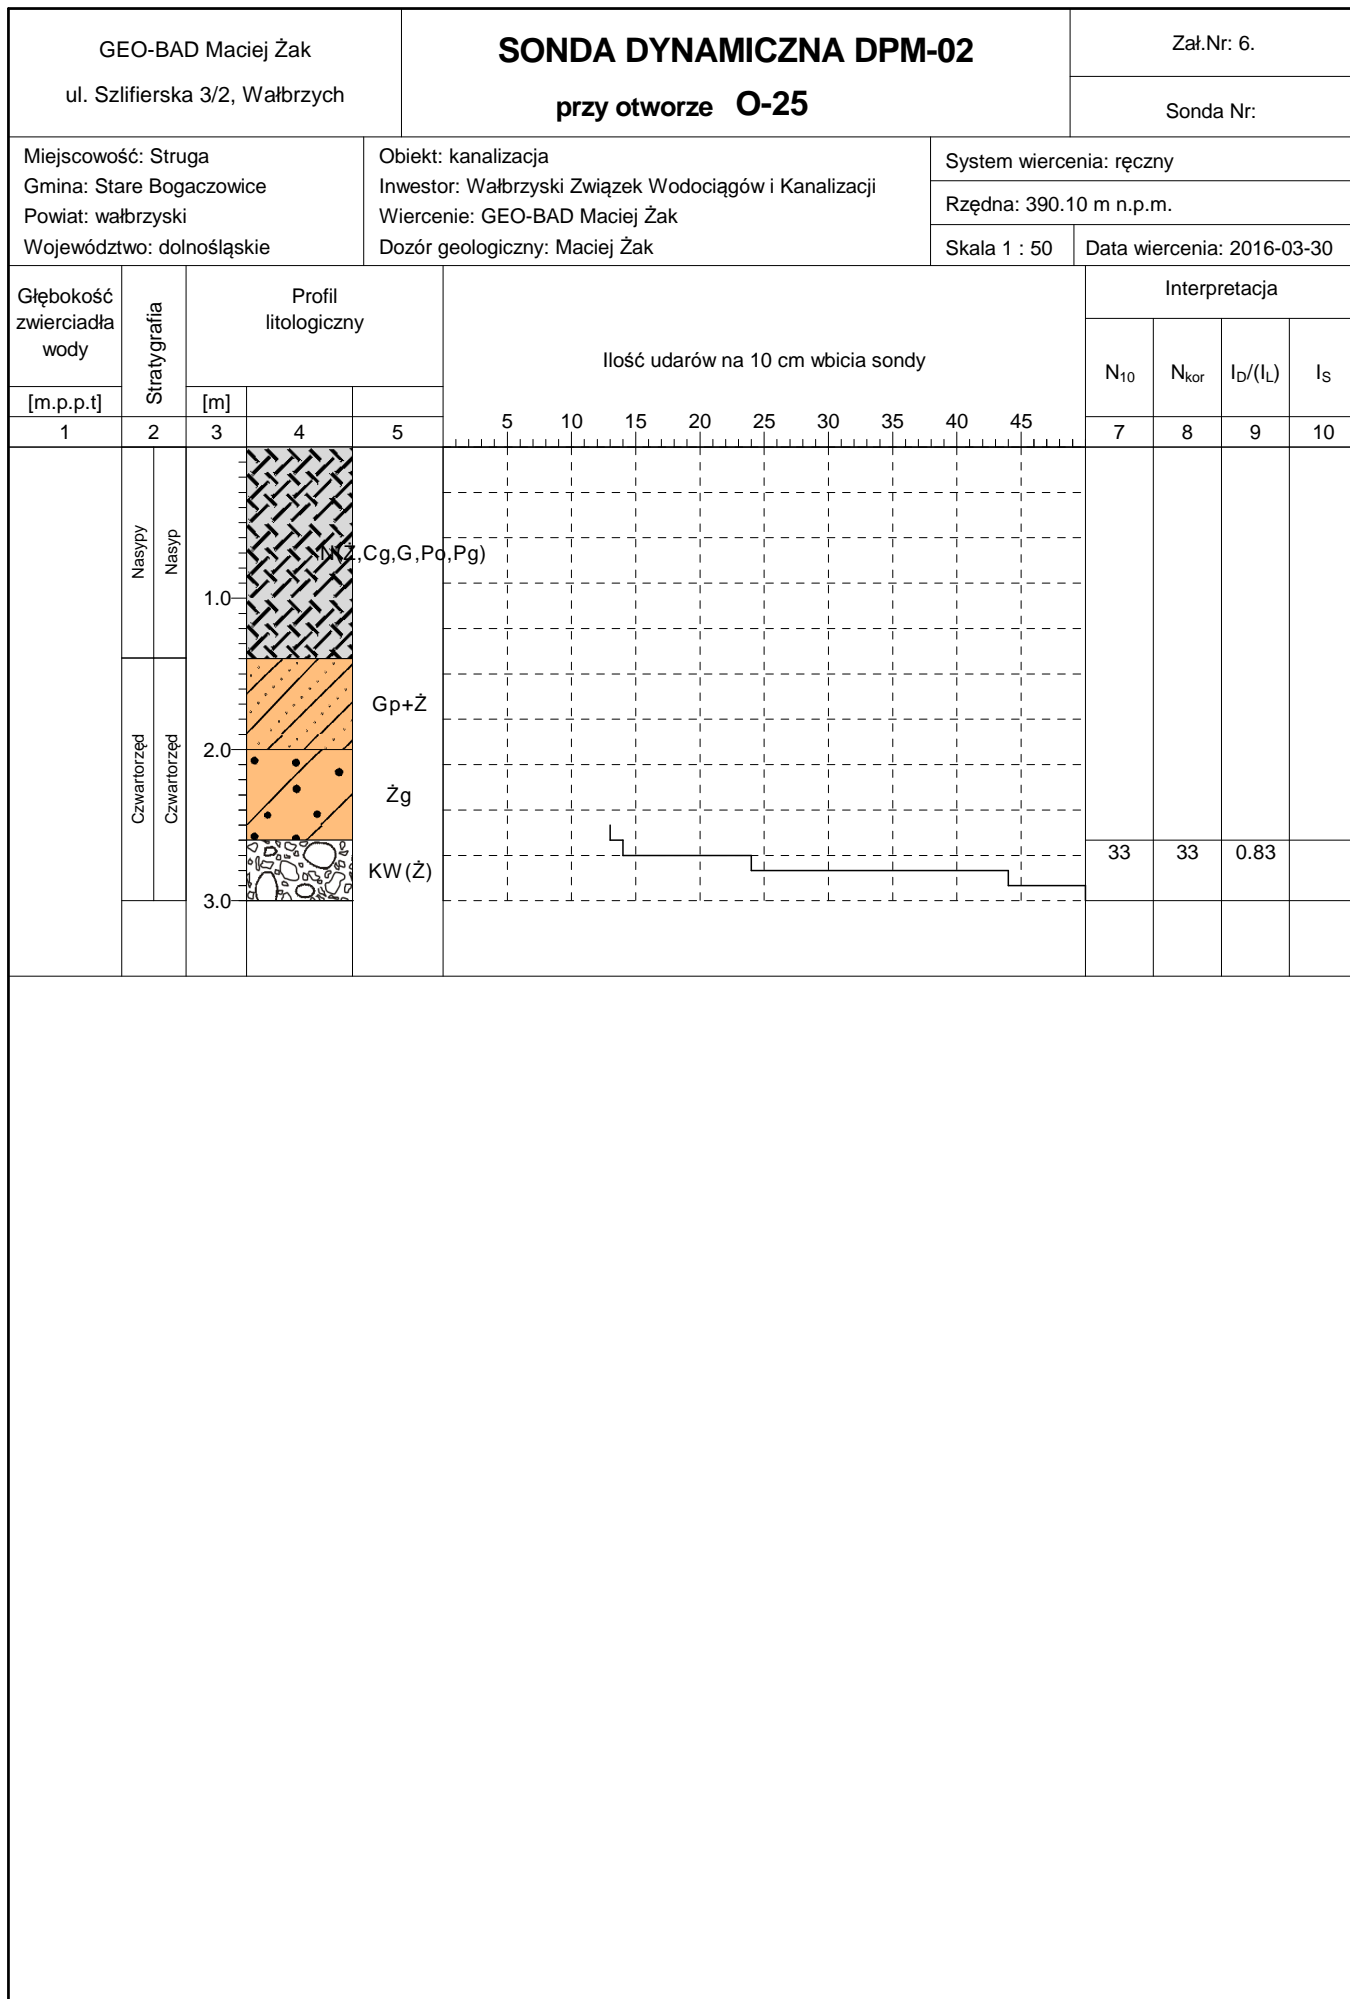 GEO-BAD Maciej Żak
ul. Szlifierska 3/2, Wałbrzych
SONDA DYNAMICZNA DPM-02
przy otworze O-25
Zał.Nr: 6.
Sonda Nr:
Miejscowość: Struga
Gmina: Stare Bogaczowice
Powiat: wałbrzyski
Województwo: dolnośląskie
Obiekt: kanalizacja
Inwestor: Wałbrzyski Związek Wodociągów i Kanalizacji
Wiercenie: GEO-BAD Maciej Żak
Dozór geologiczny: Maciej Żak
System wiercenia: ręczny
Rzędna: 390.10 m n.p.m.
Skala 1 : 50
Data wiercenia: 2016-03-30
Głębokość
zwierciadła
wody
[m.p.p.t]
Stratygrafia
Profil
litologiczny
[m]
Ilość udarów na 10 cm wbicia sondy
Interpretacja
N10
Nkor
ID/(IL)
IS
5 10 15 20 25 30 35 40 45
1 2 3 4 5 7 8 9 10
Nasypy
Nasyp
N(Ż,Cg,G,Po,Pg)
1.0
Gp+Ż
2.0
Czwartorzęd
Czwartorzęd
Żg
KW(Ż)
33 33 0.83
3.0